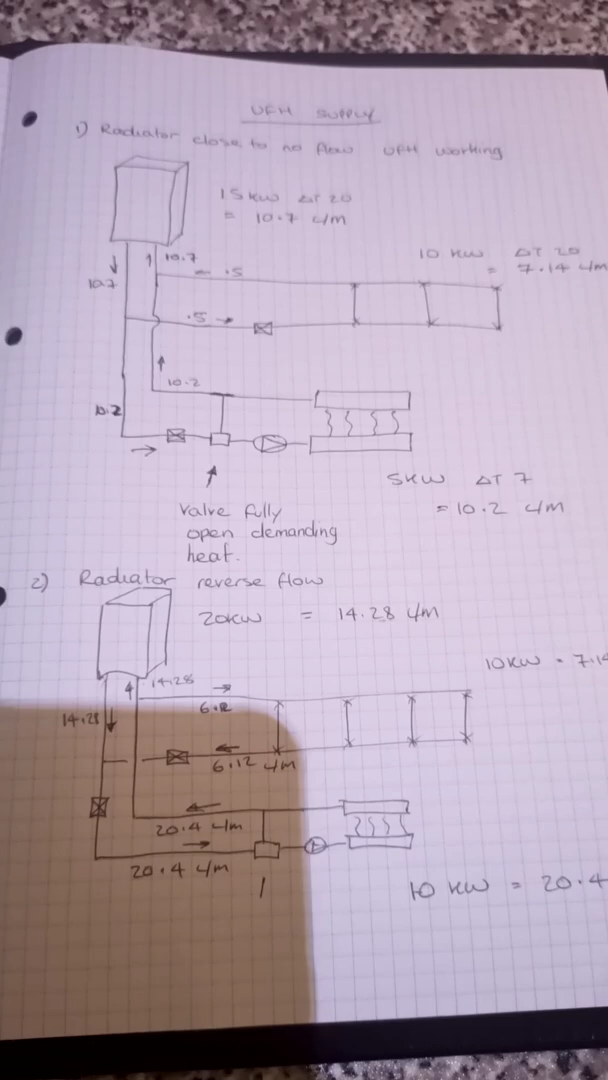 UFH SUPPLY
1) Radiator close to no flow UFH working
15kw ΔT 20
= 10.7 L/M
10.7
10.7
.5
10 kw ΔT 20
= 7.14 L/M
.5
10.2
10.2
5kw ΔT 7
= 10.2 L/M
Valve fully
open demanding
heat.
2) Radiator reverse flow
20kw = 14.28 L/M
10kw = 7.14
14.28
6.12
14.28
6.12 L/M
20.4 L/M
20.4 L/M
10 kw = 20.4